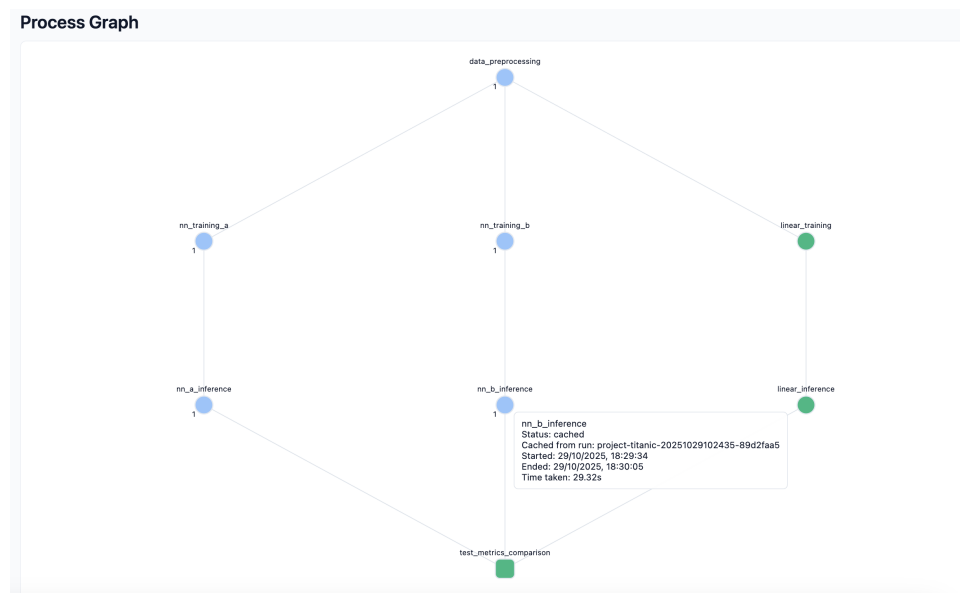 Process Graph
data_preprocessing
1
nn_training_a
nn_training_b
linear_training
1
1
nn_a_inference
nn_b_inference
linear_inference
1
1
nn_b_inference
Status: cached
Cached from run: project-titanic-20251029102435-89d2faa5
Started: 29/10/2025, 18:29:34
Ended: 29/10/2025, 18:30:05
Time taken: 29.32s
test_metrics_comparison